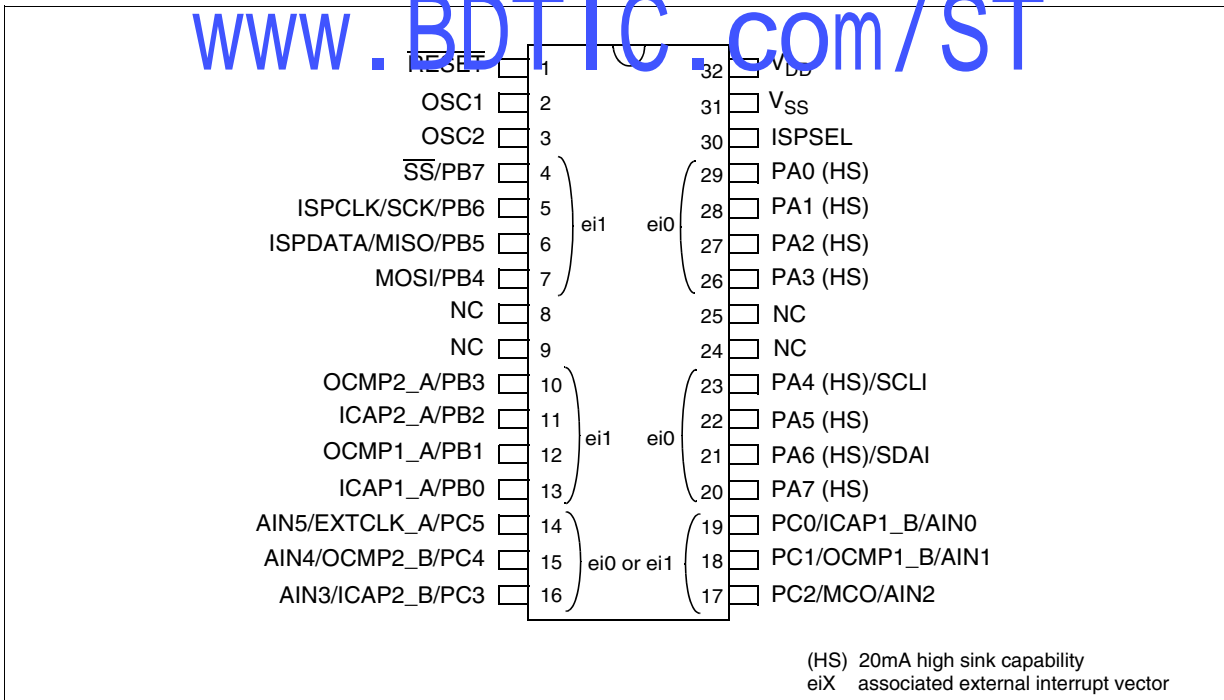 www.BDTIC.com/ST
RESET 1
OSC1 2
OSC2 3
SS/PB7 4
ISPCLK/SCK/PB6 5
ISPDATA/MISO/PB5 6
MOSI/PB4 7
NC 8
NC 9
OCMP2_A/PB3 10
ICAP2_A/PB2 11
OCMP1_A/PB1 12
ICAP1_A/PB0 13
AIN5/EXTCLK_A/PC5 14
AIN4/OCMP2_B/PC4 15
AIN3/ICAP2_B/PC3 16
ei1 ei0
ei1 ei0
ei0 or ei1
32 VDD
31 VSS
30 ISPSEL
29 PA0 (HS)
28 PA1 (HS)
27 PA2 (HS)
26 PA3 (HS)
25 NC
24 NC
23 PA4 (HS)/SCLI
22 PA5 (HS)
21 PA6 (HS)/SDAI
20 PA7 (HS)
19 PC0/ICAP1_B/AIN0
18 PC1/OCMP1_B/AIN1
17 PC2/MCO/AIN2
(HS) 20mA high sink capability
eiX associated external interrupt vector